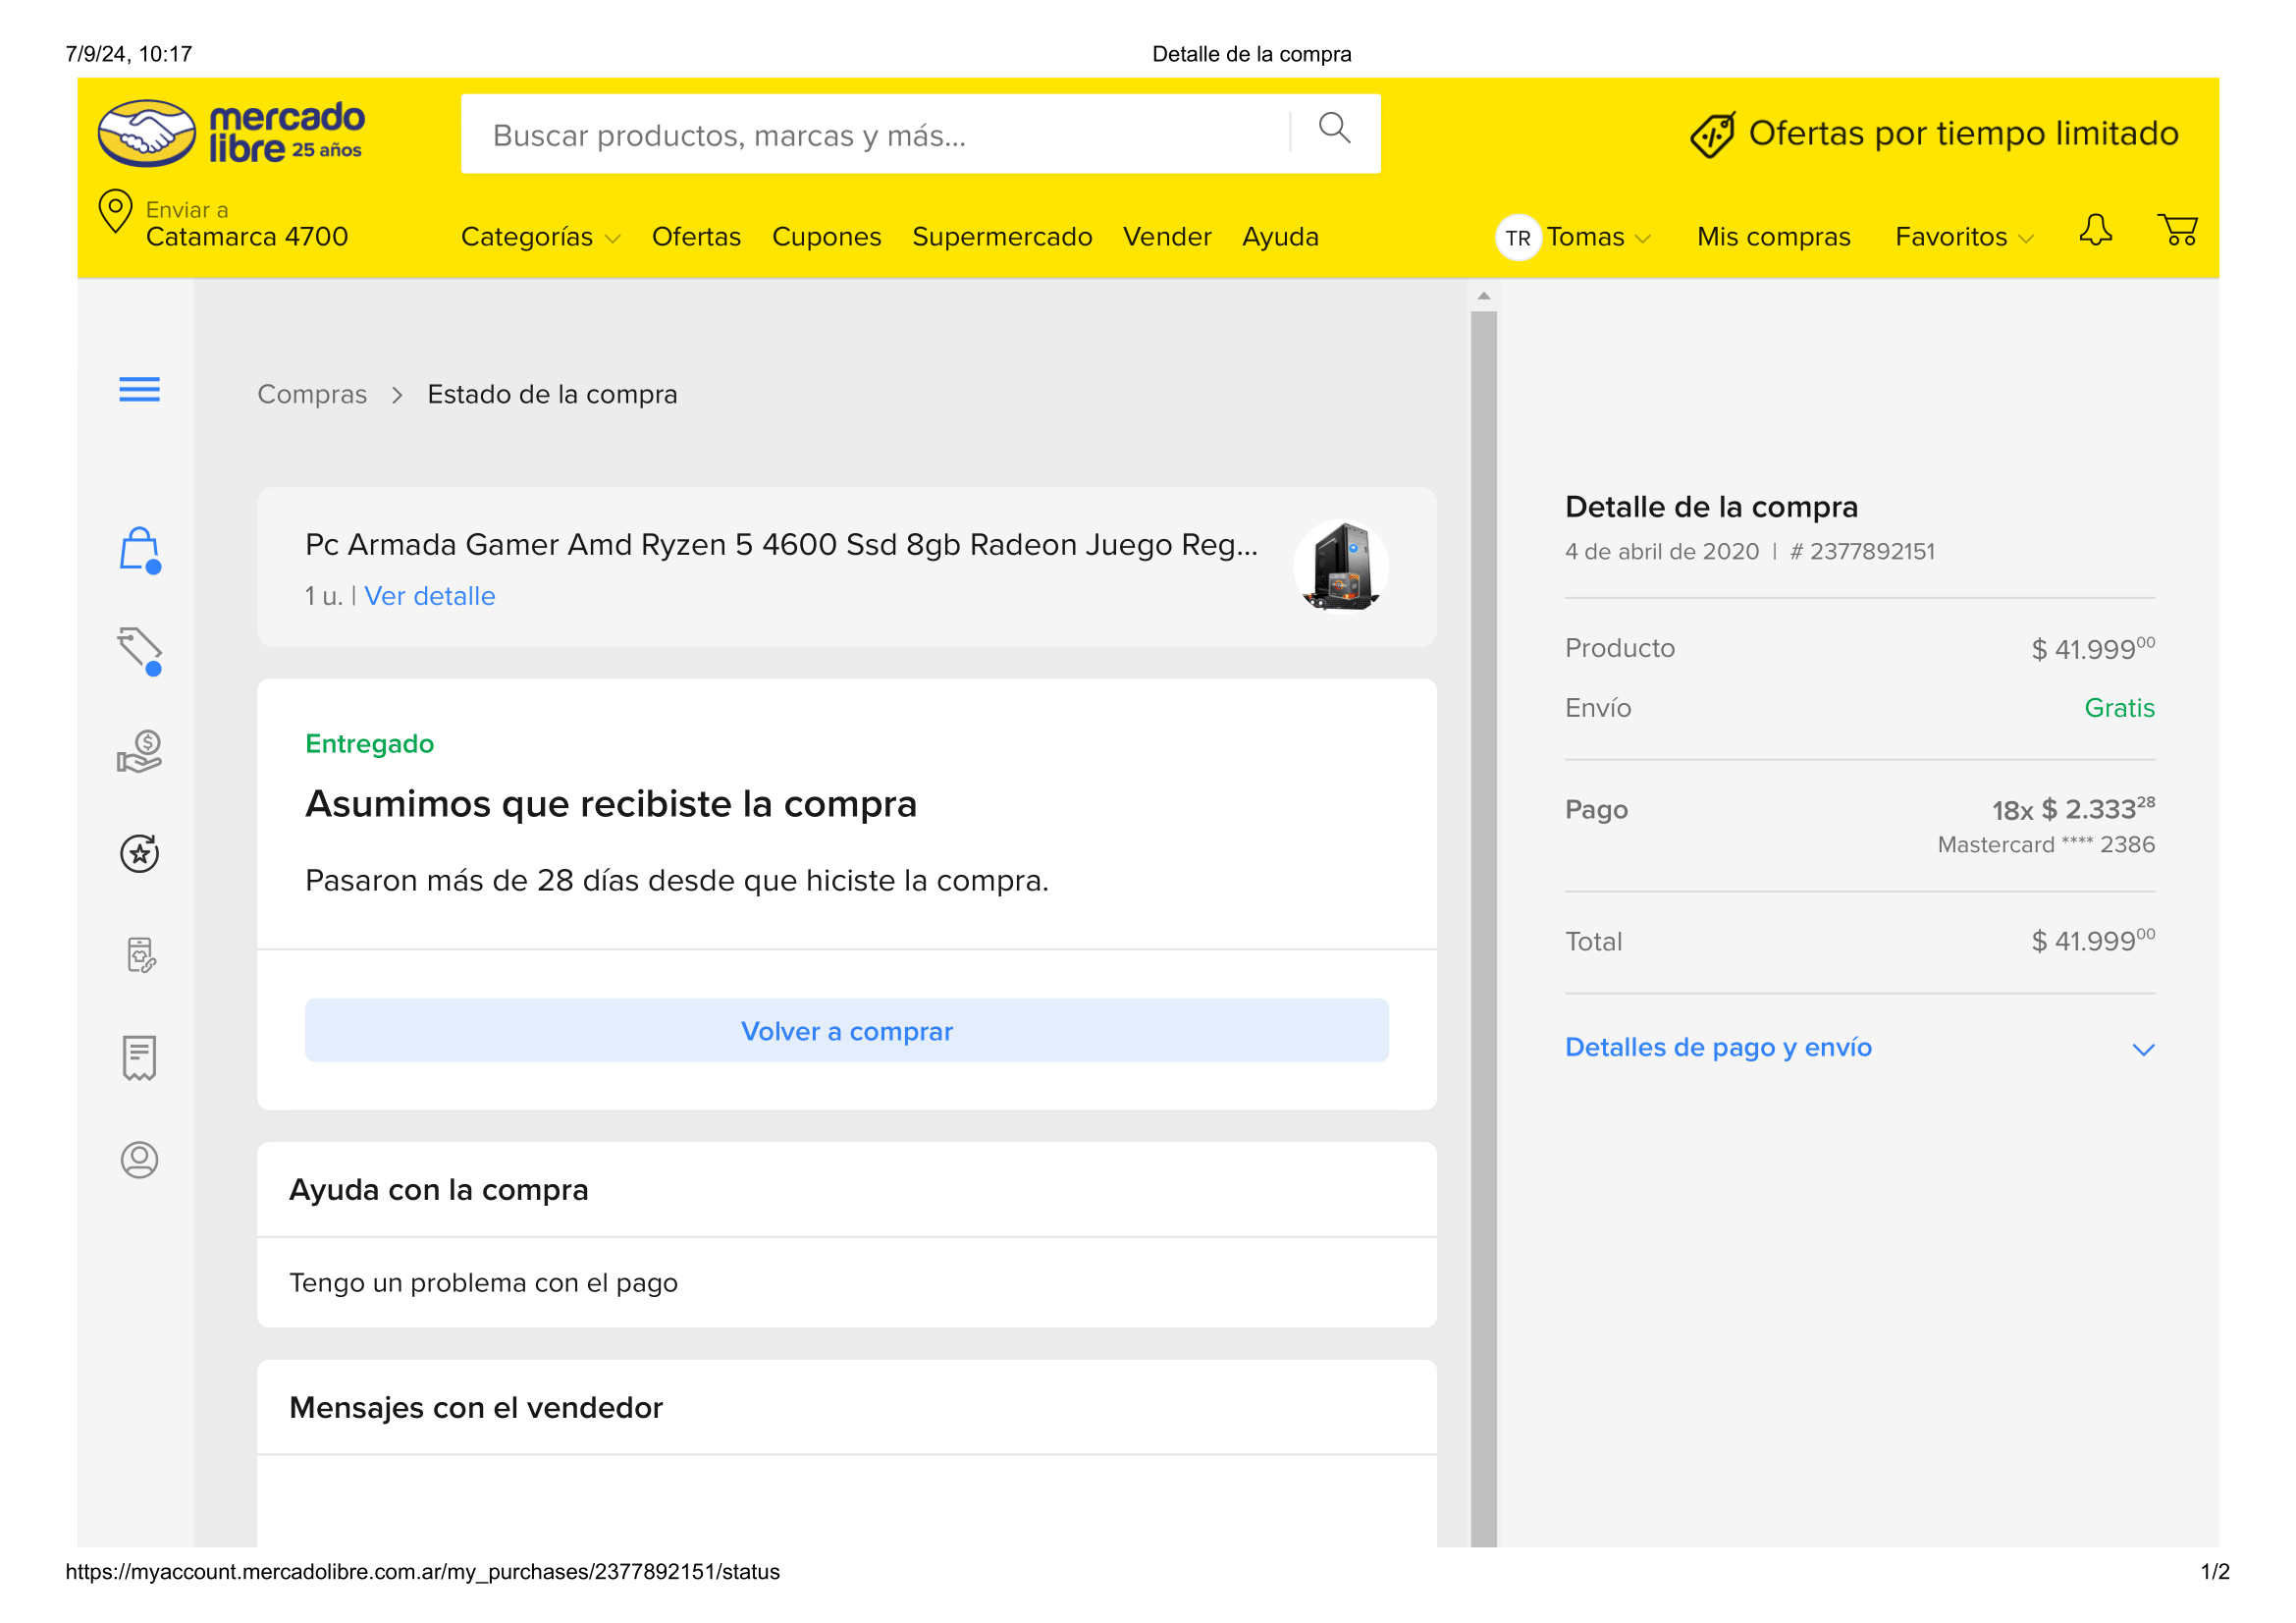 7/9/24, 10:17
Detalle de la compra
mercado
libre 25 años
Buscar productos, marcas y más...
Ofertas por tiempo limitado
Enviar a
Catamarca 4700
Categorías Ofertas Cupones Supermercado Vender Ayuda
TR Tomas Mis compras Favoritos
Compras > Estado de la compra
Pc Armada Gamer Amd Ryzen 5 4600 Ssd 8gb Radeon Juego Reg...
1 u. | Ver detalle
Entregado
Asumimos que recibiste la compra
Pasaron más de 28 días desde que hiciste la compra.
Volver a comprar
Ayuda con la compra
Tengo un problema con el pago
Mensajes con el vendedor
Detalle de la compra
4 de abril de 2020 | # 2377892151
Producto $ 41.999⁰⁰
Envío Gratis
Pago 18x $ 2.333²⁸
Mastercard **** 2386
Total $ 41.999⁰⁰
Detalles de pago y envío
https://myaccount.mercadolibre.com.ar/my_purchases/2377892151/status
1/2